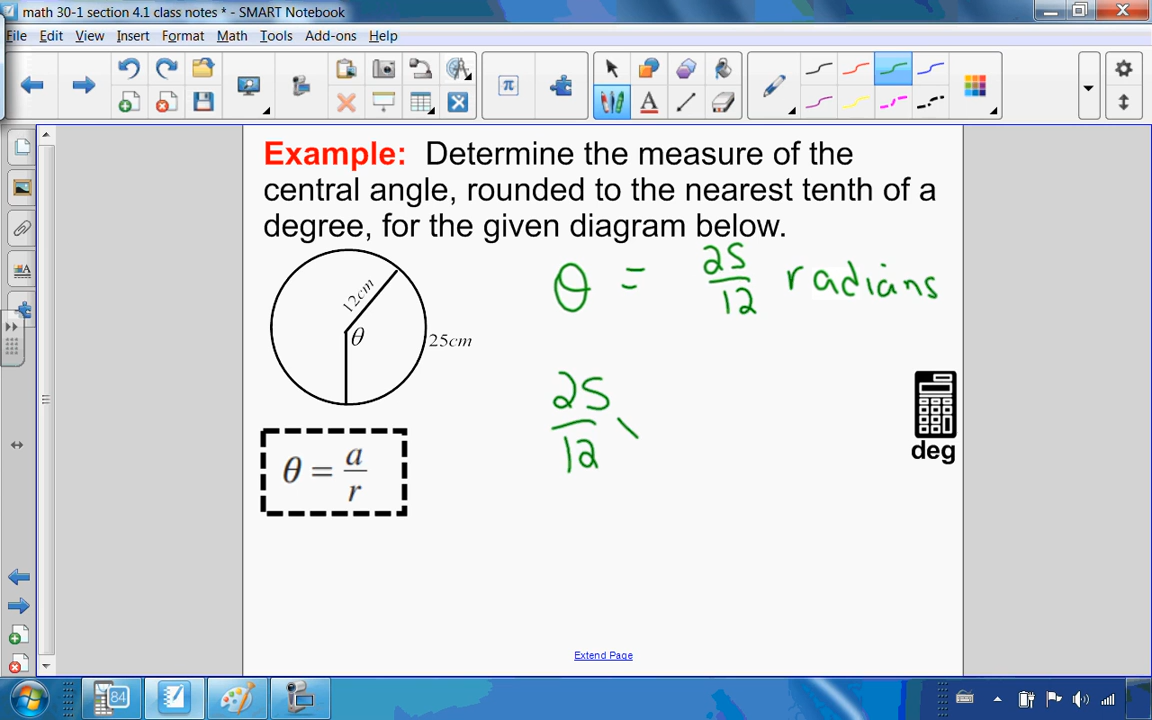 math 30-1 section 4.1 class notes * - SMART Notebook
File Edit View Insert Format Math Tools Add-ons Help
π
A
Example: Determine the measure of the
central angle, rounded to the nearest tenth of a
degree, for the given diagram below.
12cm
θ
25cm
θ = 25/12 radians
25/12 \
θ = a/r
deg
Extend Page
84